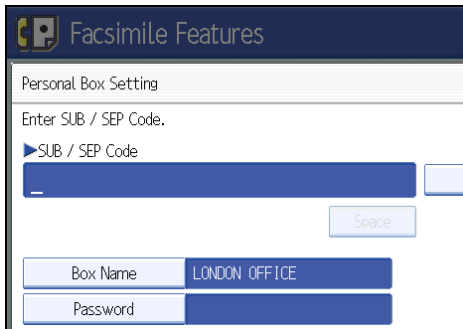 Facsimile Features
Personal Box Setting
Enter SUB / SEP Code.
▶SUB / SEP Code
_
Space
Box Name LONDON OFFICE
Password